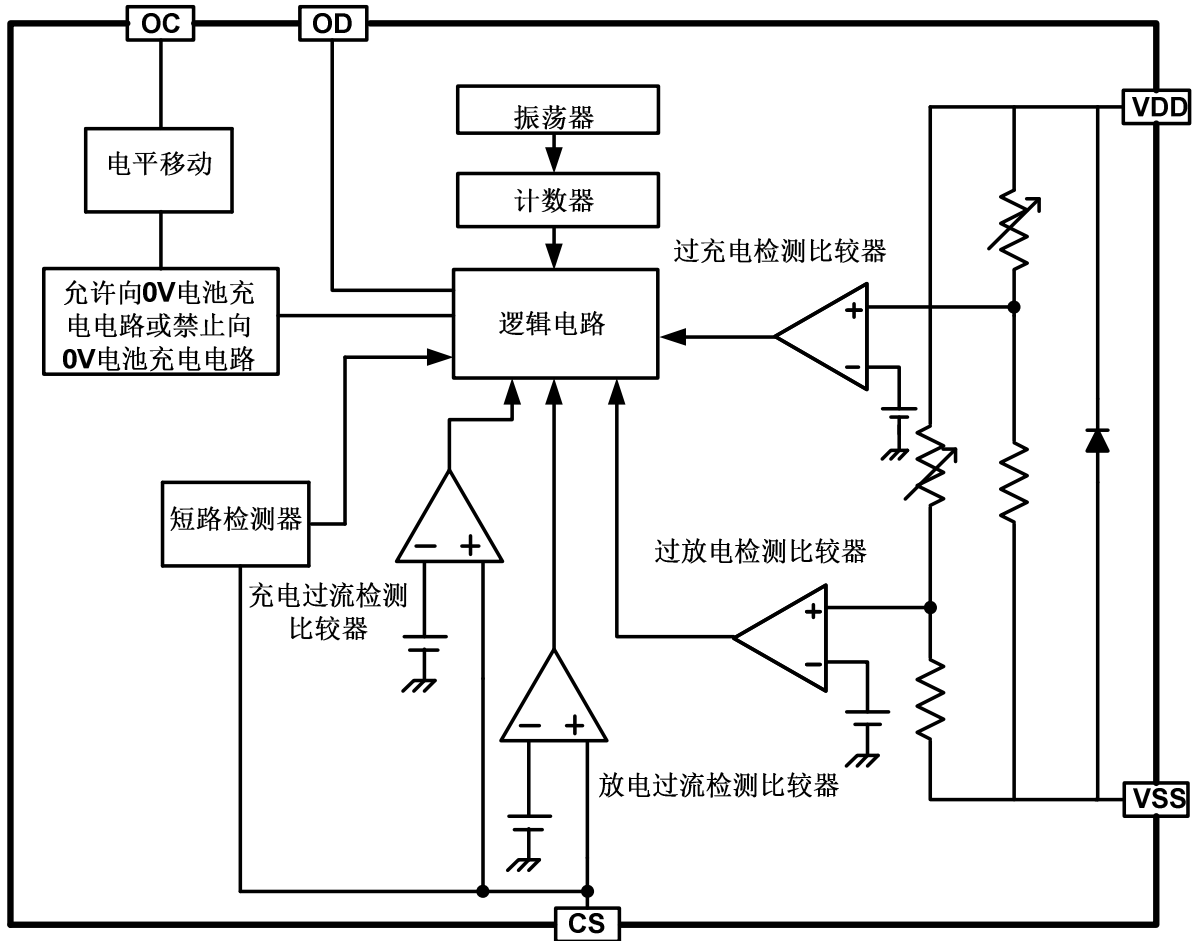 OC
OD
VDD
振荡器
电平移动
计数器
过充电检测比较器
允许向0V电池充
电电路或禁止向
0V电池充电电路
逻辑电路
+
−
短路检测器
− +
过放电检测比较器
充电过流检测
比较器
+
−
− +
放电过流检测比较器
VSS
CS